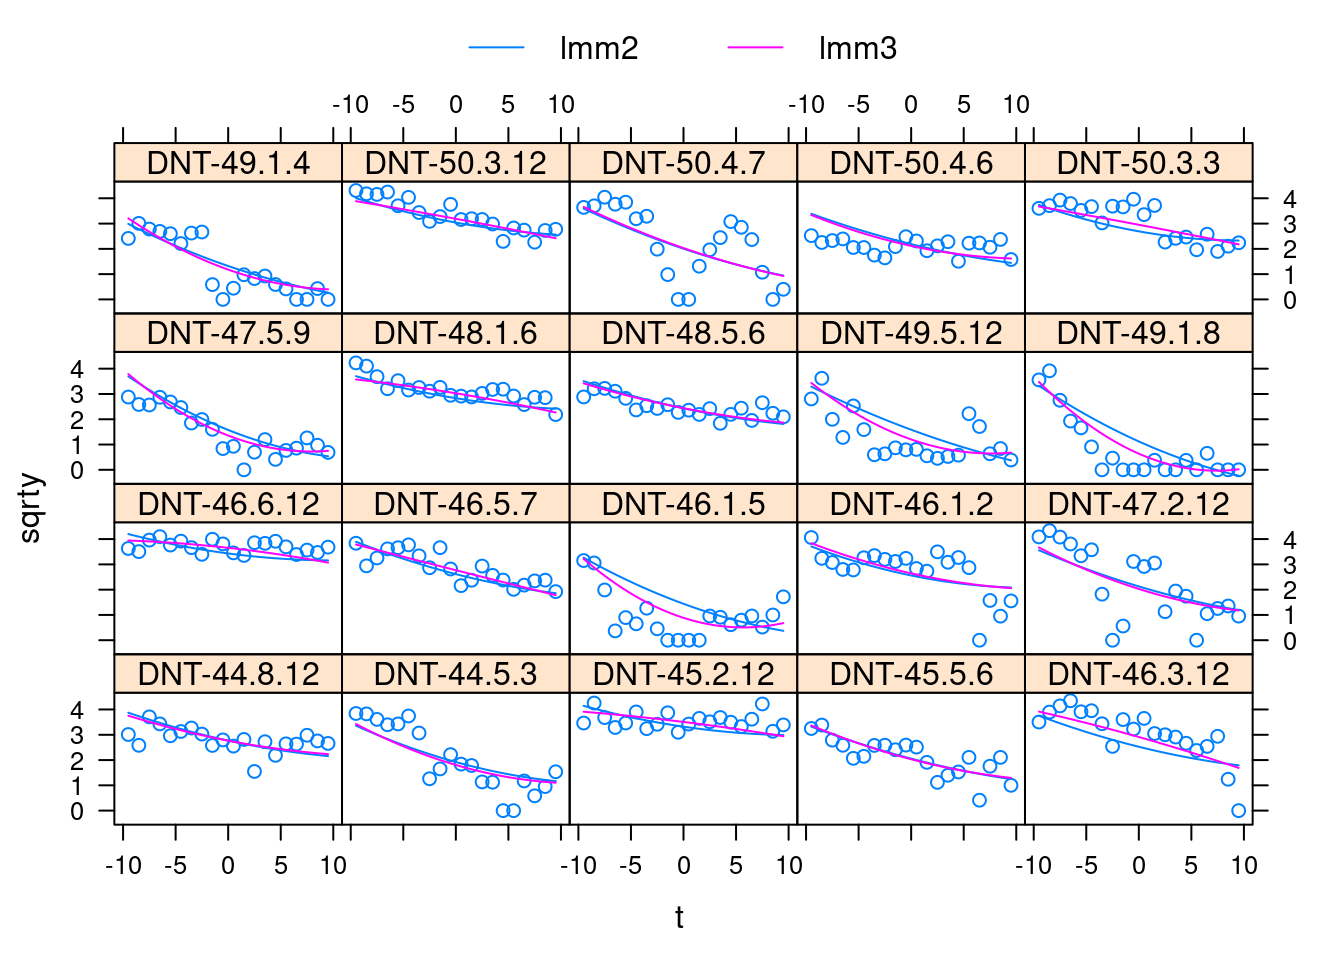 lmm2 lmm3
-10 -5 0 5 10 -10 -5 0 5 10
DNT-49.1.4 DNT-50.3.12 DNT-50.4.7 DNT-50.4.6 DNT-50.3.3
4
3
2
1
0
DNT-47.5.9 DNT-48.1.6 DNT-48.5.6 DNT-49.5.12 DNT-49.1.8
4
3
2
1
0
sqrty
DNT-46.6.12 DNT-46.5.7 DNT-46.1.5 DNT-46.1.2 DNT-47.2.12
4
3
2
1
0
DNT-44.8.12 DNT-44.5.3 DNT-45.2.12 DNT-45.5.6 DNT-46.3.12
4
3
2
1
0
-10 -5 0 5 10 -10 -5 0 5 10 -10 -5 0 5 10
t